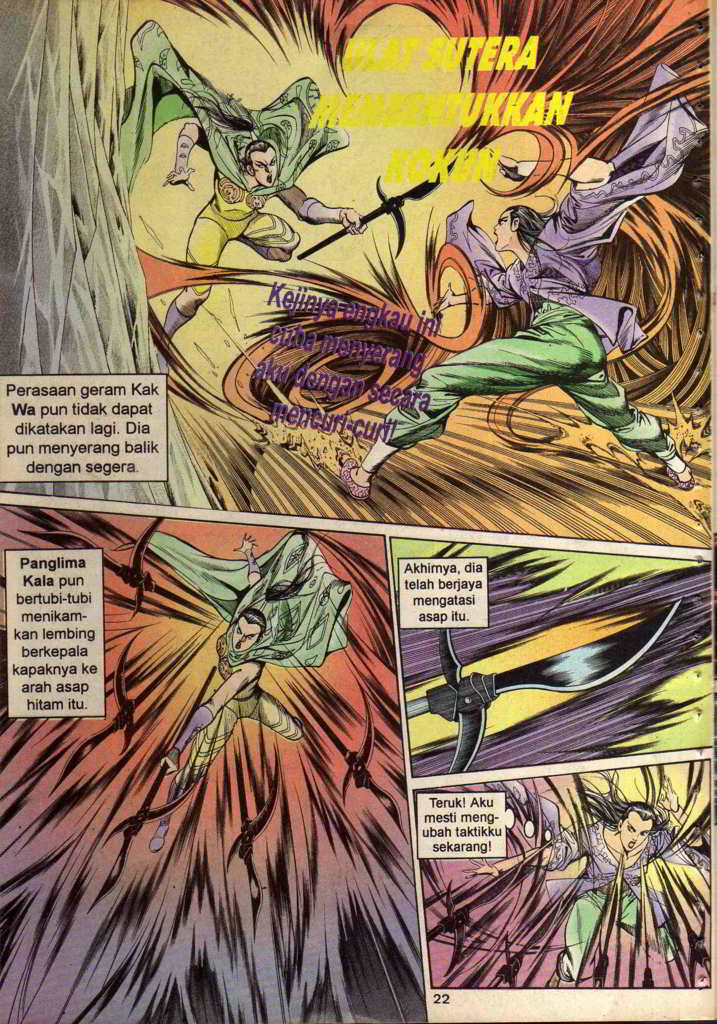 ULAT SUTERA
MEMBENTUKKAN
KOKUN
Kejinya engkau ini
cuba menyerang
aku dengan secara
mencuri-curi!
Perasaan geram Kak
Wa pun tidak dapat
dikatakan lagi. Dia
pun menyerang balik
dengan segera.
Panglima
Kala pun
bertubi-tubi
menikam-
kan lembing
berkepala
kapaknya ke
arah asap
hitam itu.
Akhirnya, dia
telah berjaya
mengatasi
asap itu.
Teruk! Aku
mesti meng-
ubah taktikku
sekarang!
22